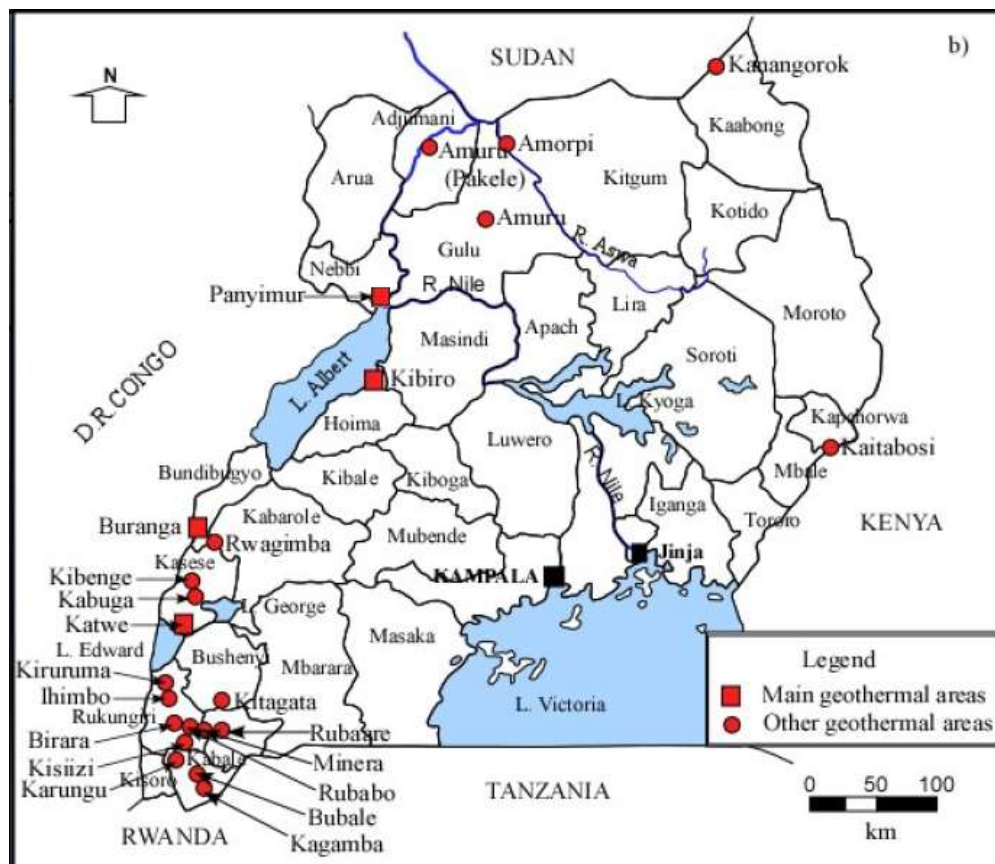 b)
SUDAN
N
Kanangorok
Kaabong
Adjumani
Amuru
(Pakele)
Amorpi
Arua
Kitgum
Kotido
Amuru
Gulu
R. Aswa
Nebbi
R. Nile
Panyimur
Lira
Apach
Moroto
Masindi
Soroti
D.R.CONGO
L. Albert
Kibiro
L. Kyoga
Hoima
Kapchorwa
Luwero
Kaitabosi
Bundibugyo
Kibale
Kiboga
R. Nile
Mbale
Iganga
Buranga
Kabarole
Tororo
KENYA
Mubende
Rwagimba
Jinja
Kasese
Kibenge
KAMPALA
Kabuga
L. George
Katwe
Masaka
L. Edward
Bushenyi
Mbarara
Kiruruma
Ihimbo
Kitagata
L. Victoria
Rukungiri
Birara
Rubaare
Kisiizi
Kabale
Minera
Karungu
Kisoro
Rubabo
Bubale
Kagamba
TANZANIA
RWANDA
Legend
Main geothermal areas
Other geothermal areas
0 50 100
km